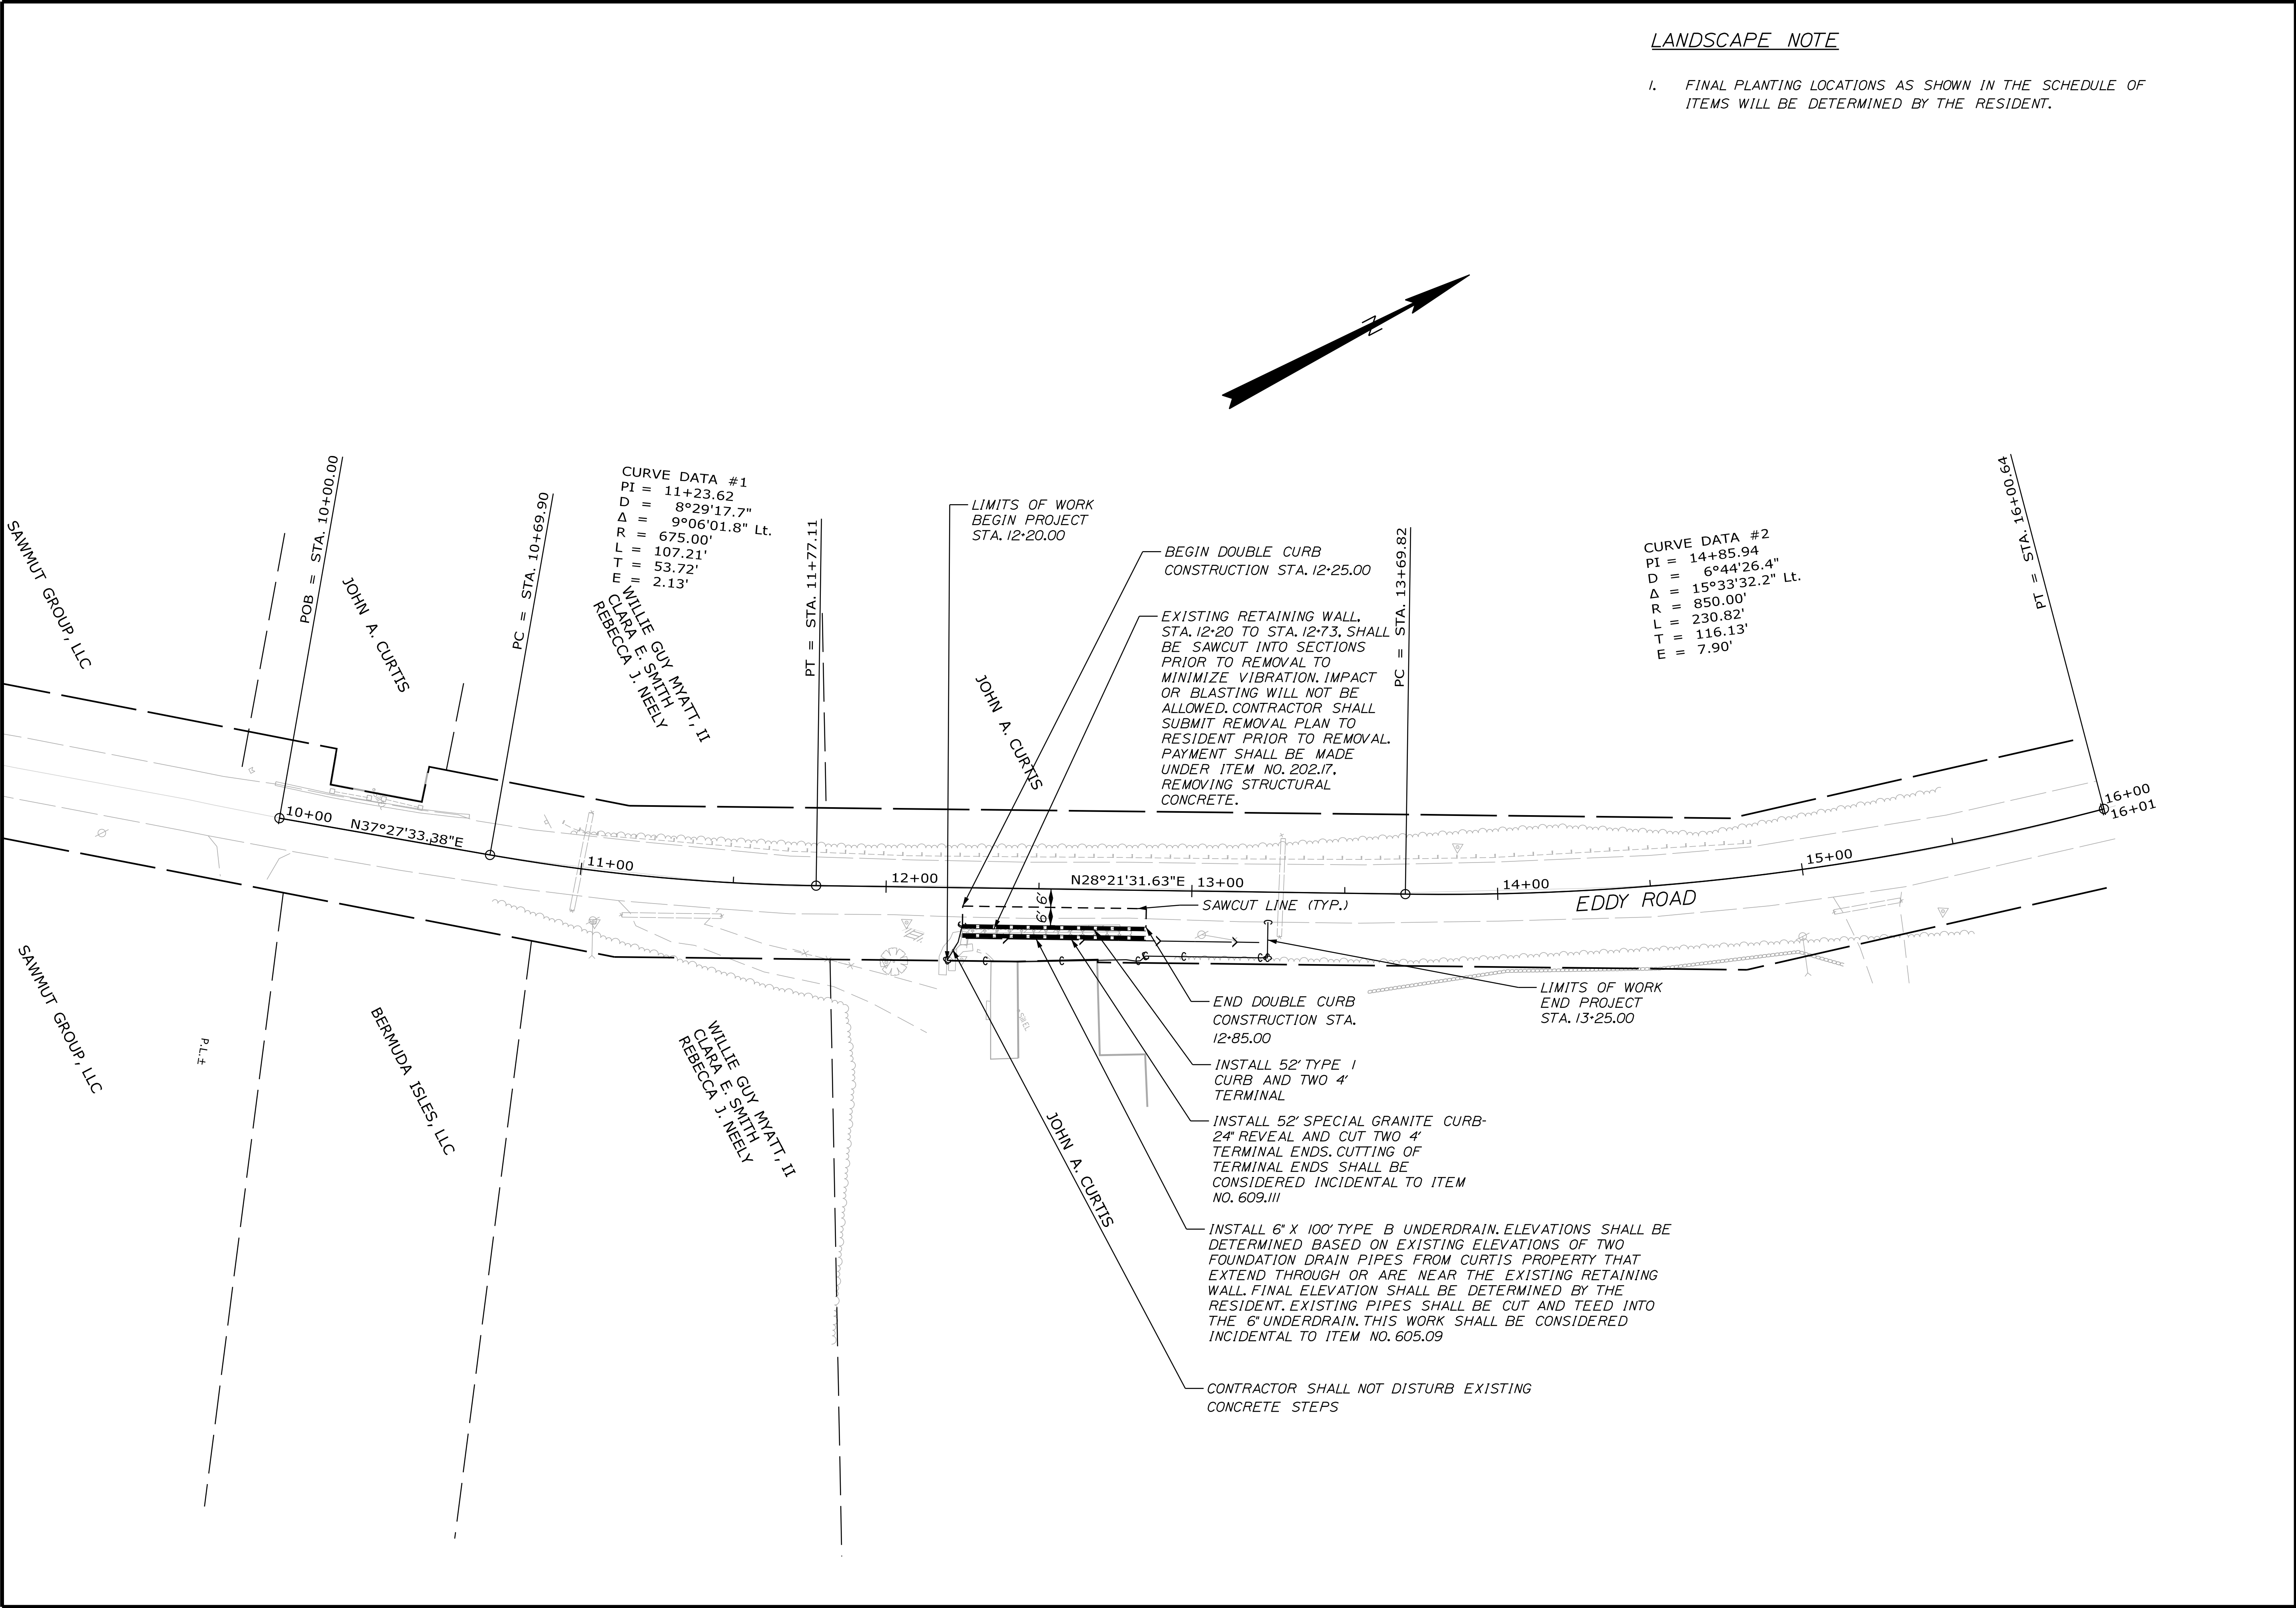 LANDSCAPE NOTE
1. FINAL PLANTING LOCATIONS AS SHOWN IN THE SCHEDULE OF
ITEMS WILL BE DETERMINED BY THE RESIDENT.
N
SAWMUT GROUP, LLC
POB = STA. 10+00.00
JOHN A. CURTIS
PC = STA. 10+69.90
CURVE DATA #1
PI = 11+23.62
D = 8°29'17.7"
Δ = 9°06'01.8" Lt.
R = 675.00'
L = 107.21'
T = 53.72'
E = 2.13'
WILLIE GUY MYATT, II
CLARA E. SMITH
REBECCA J. NEELY
PT = STA. 11+77.11
LIMITS OF WORK
BEGIN PROJECT
STA. 12+20.00
BEGIN DOUBLE CURB
CONSTRUCTION STA. 12+25.00
EXISTING RETAINING WALL,
STA. 12+20 TO STA. 12+73, SHALL
BE SAWCUT INTO SECTIONS
PRIOR TO REMOVAL TO
MINIMIZE VIBRATION. IMPACT
OR BLASTING WILL NOT BE
ALLOWED. CONTRACTOR SHALL
SUBMIT REMOVAL PLAN TO
RESIDENT PRIOR TO REMOVAL.
PAYMENT SHALL BE MADE
UNDER ITEM NO. 202.17,
REMOVING STRUCTURAL
CONCRETE.
JOHN A. CURTIS
PC = STA. 13+69.82
CURVE DATA #2
PI = 14+85.94
D = 6°44'26.4"
Δ = 15°33'32.2" Lt.
R = 850.00'
L = 230.82'
T = 116.13'
E = 7.90'
PT = STA. 16+00.64
10+00
N37°27'33.38"E
11+00
12+00
N28°21'31.63"E
13+00
14+00
15+00
16+00
16+01
EDDY ROAD
6'
6'
SAWCUT LINE (TYP.)
SAWMUT GROUP, LLC
P.L.±
BERMUDA ISLES, LLC
WILLIE GUY MYATT, II
CLARA E. SMITH
REBECCA J. NEELY
JOHN A. CURTIS
LIMITS OF WORK
END PROJECT
STA. 13+25.00
END DOUBLE CURB
CONSTRUCTION STA.
12+85.00
INSTALL 52' TYPE 1
CURB AND TWO 4'
TERMINAL
INSTALL 52' SPECIAL GRANITE CURB-
24" REVEAL AND CUT TWO 4'
TERMINAL ENDS. CUTTING OF
TERMINAL ENDS SHALL BE
CONSIDERED INCIDENTAL TO ITEM
NO. 609.111
INSTALL 6" X 100' TYPE B UNDERDRAIN. ELEVATIONS SHALL BE
DETERMINED BASED ON EXISTING ELEVATIONS OF TWO
FOUNDATION DRAIN PIPES FROM CURTIS PROPERTY THAT
EXTEND THROUGH OR ARE NEAR THE EXISTING RETAINING
WALL. FINAL ELEVATION SHALL BE DETERMINED BY THE
RESIDENT. EXISTING PIPES SHALL BE CUT AND TEED INTO
THE 6" UNDERDRAIN. THIS WORK SHALL BE CONSIDERED
INCIDENTAL TO ITEM NO. 605.09
CONTRACTOR SHALL NOT DISTURB EXISTING
CONCRETE STEPS